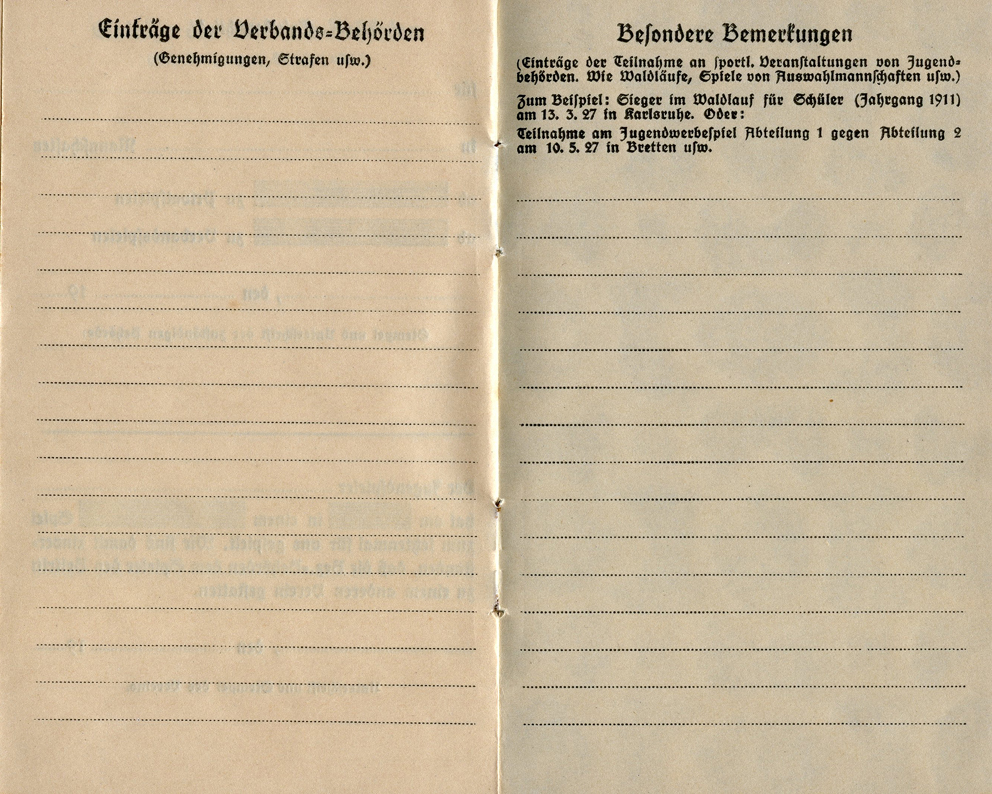 Einträge der Verbands-Behörden
(Genehmigungen, Strafen usw.)
Besondere Bemerkungen
(Einträge der Teilnahme an sportl. Veranstaltungen von Jugend-
behörden. Wie Waldläufe, Spiele von Auswahlmannschaften usw.)
Zum Beispiel: Sieger im Waldlauf für Schüler (Jahrgang 1911)
am 13. 3. 27 in Karlsruhe. Oder:
Teilnahme am Jugendwerbespiel Abteilung 1 gegen Abteilung 2
am 10. 5. 27 in Bretten usw.